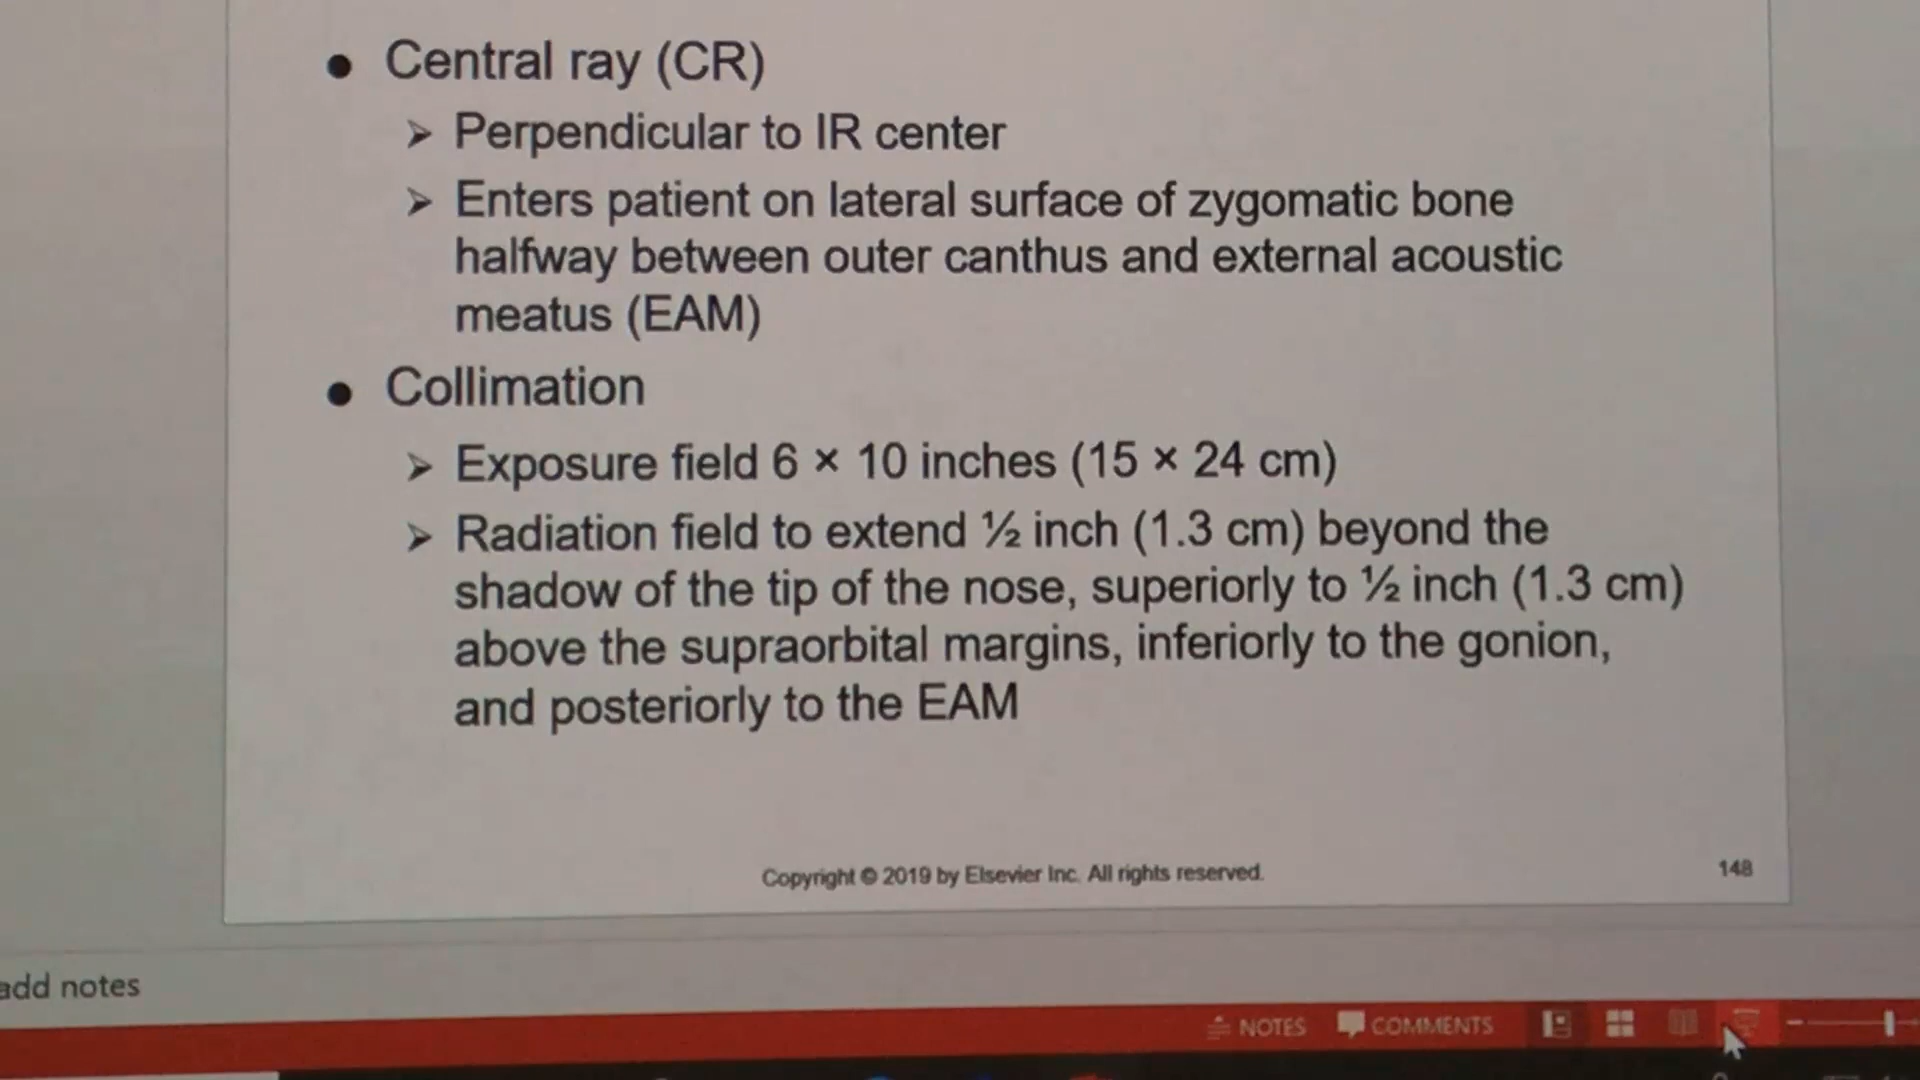 ● Central ray (CR)
➢ Perpendicular to IR center
➢ Enters patient on lateral surface of zygomatic bone
halfway between outer canthus and external acoustic
meatus (EAM)
● Collimation
➢ Exposure field 6 × 10 inches (15 × 24 cm)
➢ Radiation field to extend ½ inch (1.3 cm) beyond the
shadow of the tip of the nose, superiorly to ½ inch (1.3 cm)
above the supraorbital margins, inferiorly to the gonion,
and posteriorly to the EAM
Copyright © 2019 by Elsevier Inc. All rights reserved.
148
add notes
NOTES COMMENTS